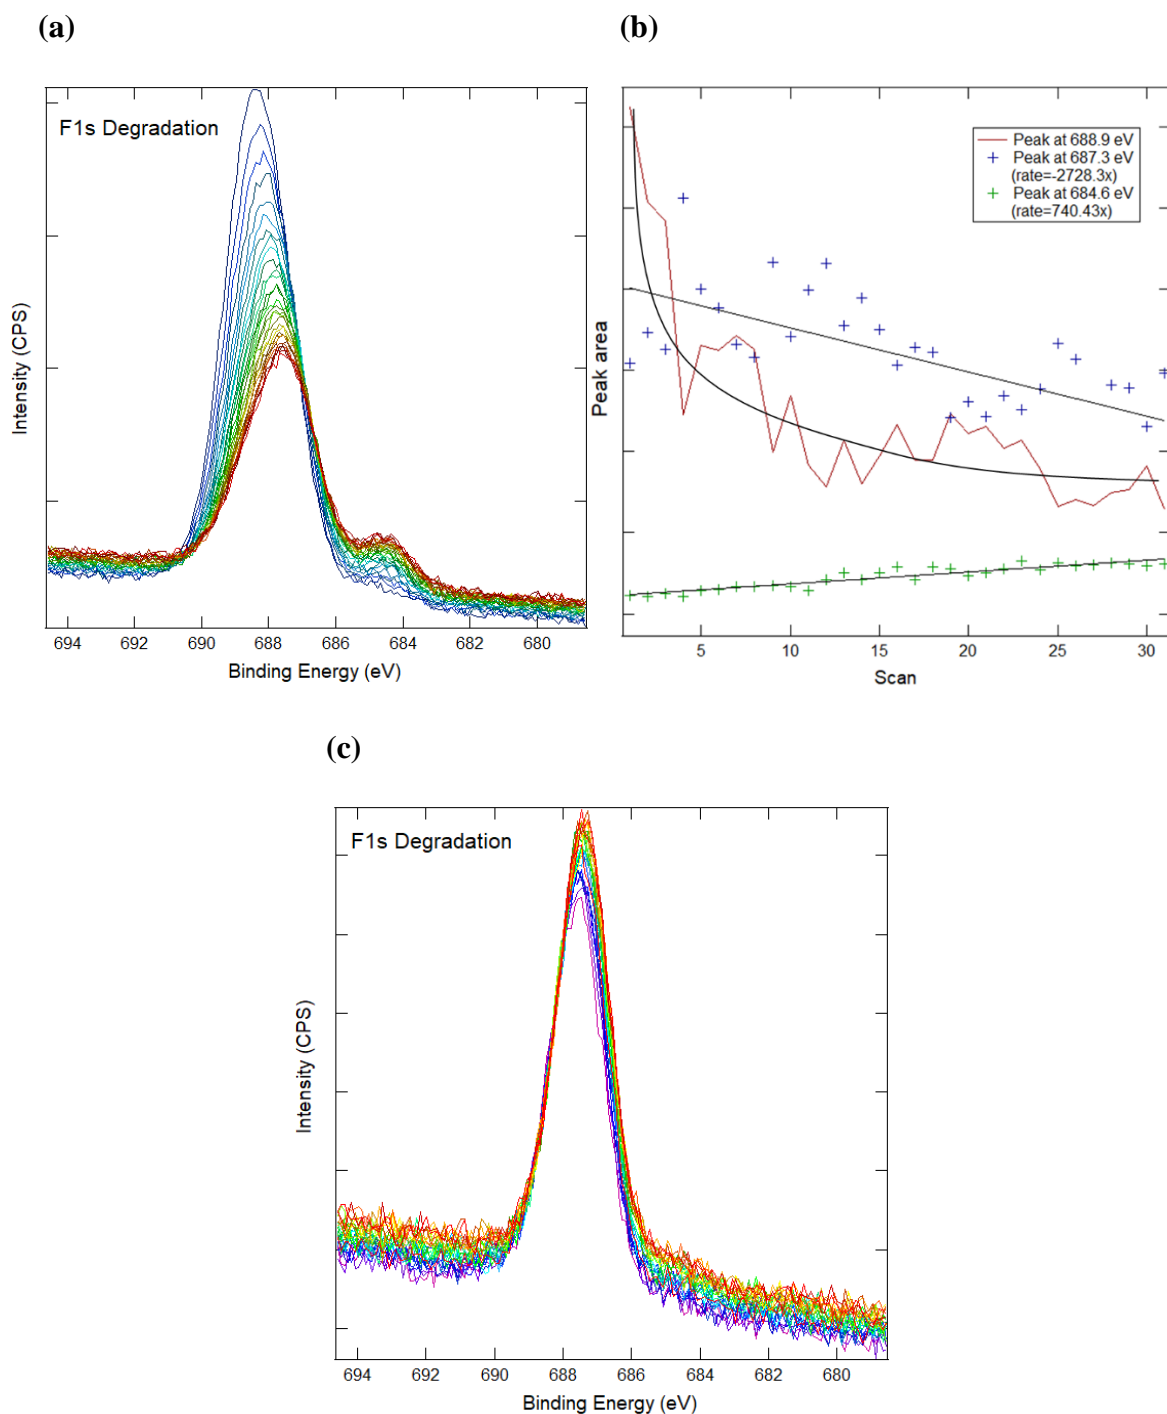 (a)
F1s Degradation
Intensity (CPS)
694 692 690 688 686 684 682 680
Binding Energy (eV)
(b)
Peak at 688.9 eV
Peak at 687.3 eV
(rate=-2728.3x)
Peak at 684.6 eV
(rate=740.43x)
Peak area
5 10 15 20 25 30
Scan
(c)
F1s Degradation
Intensity (CPS)
694 692 690 688 686 684 682 680
Binding Energy (eV)